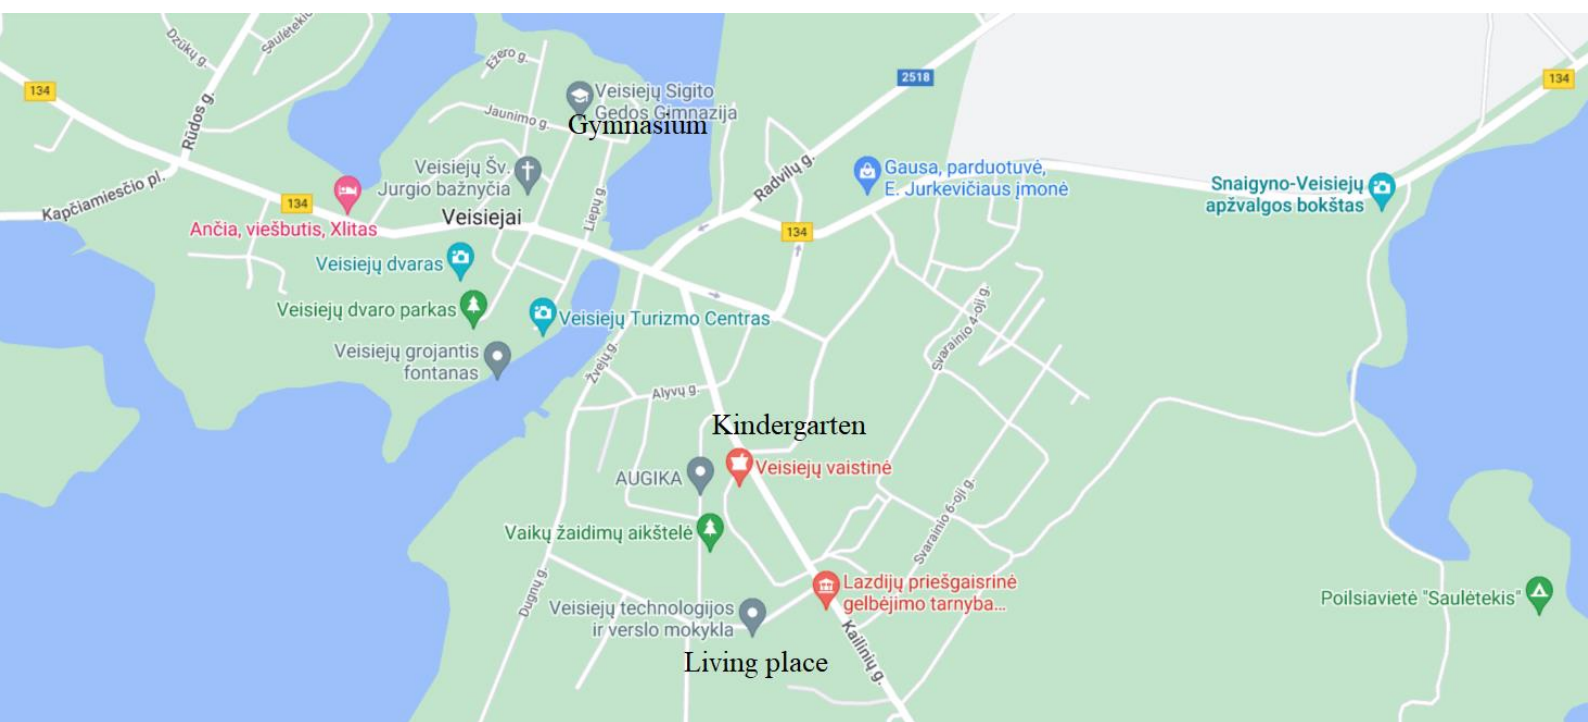 Dzūkų g.
Saulėtekio
Ežero g.
134
2518
134
Veisiejų Sigito
Gedos Gimnazija
Gymnasium
Jaunimo g.
Rūdos g.
Veisiejų Šv.
Jurgio bažnyčia
Radvilų g.
Gausa, parduotuvė,
E. Jurkevičiaus įmonė
Snaigyno-Veisiejų
apžvalgos bokštas
Kapčiamiesčio pl.
134
Ančia, viešbutis, Xlitas
Veisiejai
Liepų g.
134
Veisiejų dvaras
Veisiejų dvaro parkas
Veisiejų Turizmo Centras
Svarainio 4-oji g.
Veisiejų grojantis
fontanas
Žvejų g.
Alyvų g.
Kindergarten
AUGIKA
Veisiejų vaistinė
Vaikų žaidimų aikštelė
Svarainio 6-oji g.
Dugnų g.
Lazdijų priešgaisrinė
gelbėjimo tarnyba...
Veisiejų technologijos
ir verslo mokykla
Poilsiavietė "Saulėtekis"
Kailinių g.
Living place